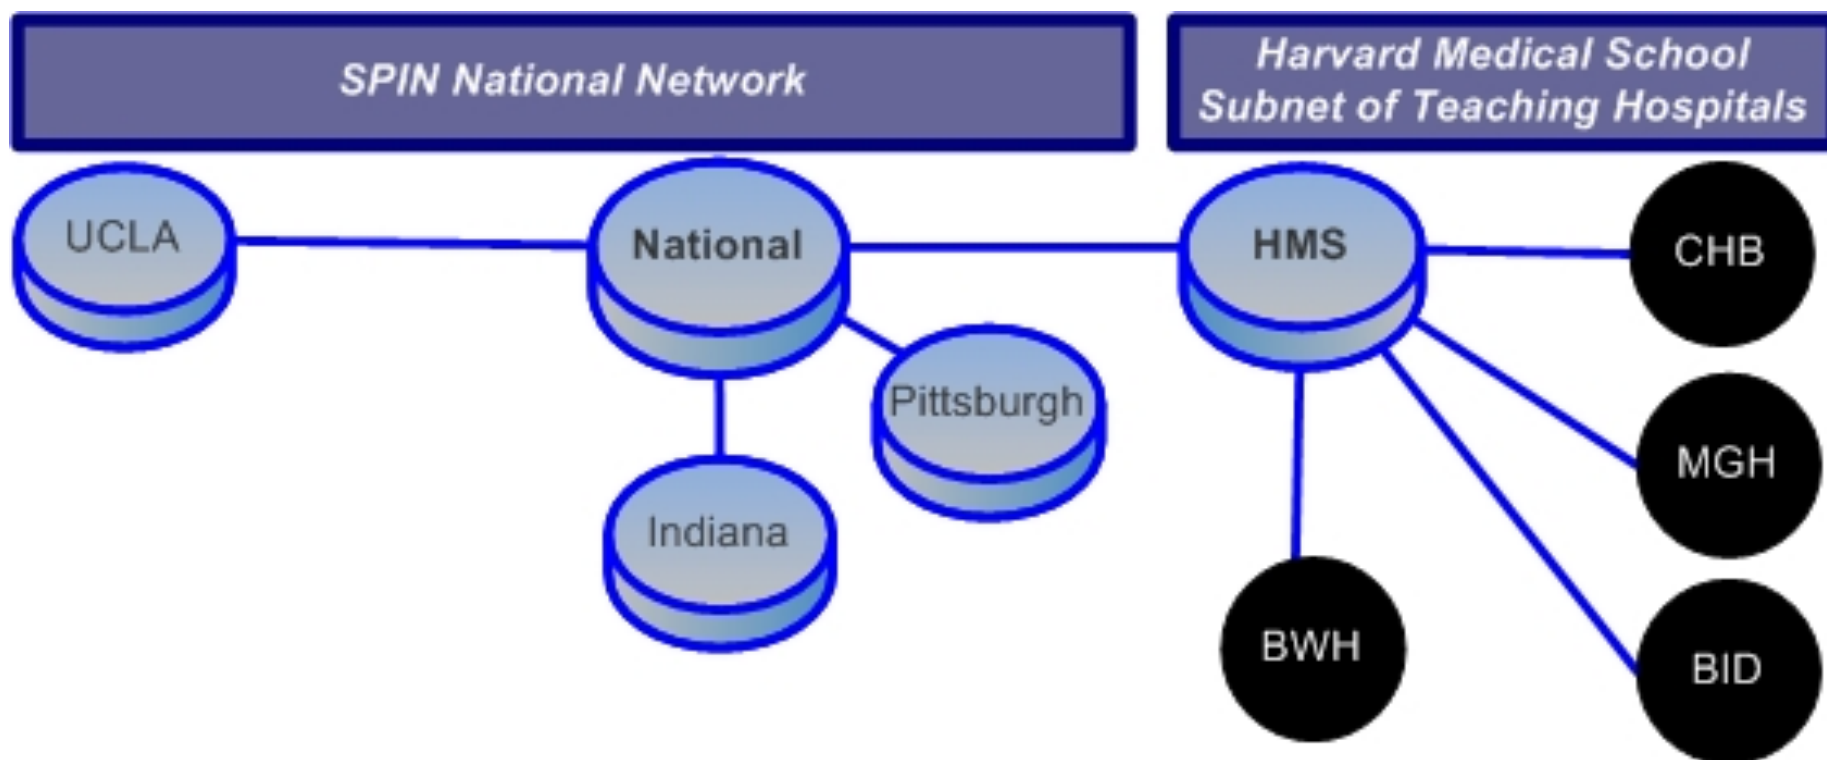 SPIN National Network
Harvard Medical School
Subnet of Teaching Hospitals
UCLA
National
HMS
CHB
Pittsburgh
MGH
Indiana
BWH
BID